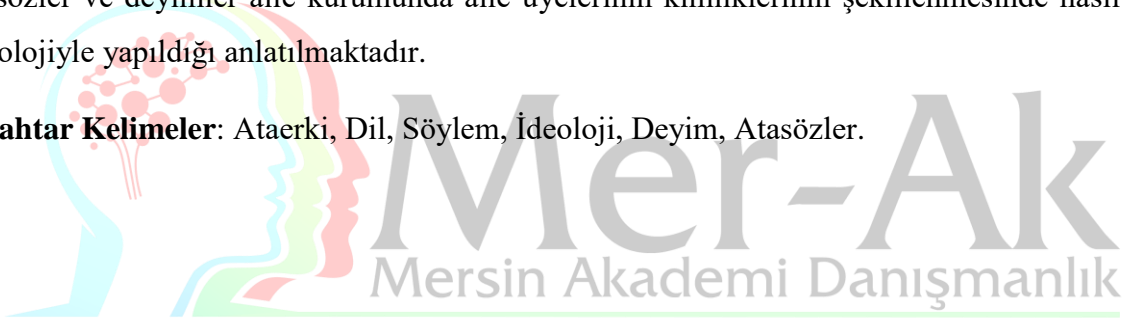 sözler ve deyimler aile kurumunda aile üyelerinin kimliklerinin şekillenmesinde nasıl
olojiyle yapıldığı anlatılmaktadır.
ahtar Kelimeler: Ataerki, Dil, Söylem, İdeoloji, Deyim, Atasözler.
Mer-Ak
Mersin Akademi Danışmanlık